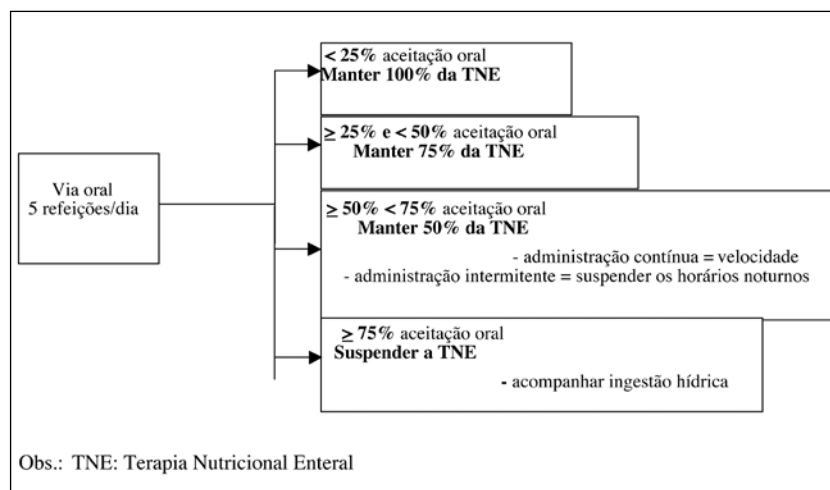 < 25% aceitação oral
Manter 100% da TNE
≥ 25% e < 50% aceitação oral
Manter 75% da TNE
Via oral
5 refeições/dia
≥ 50% < 75% aceitação oral
Manter 50% da TNE
- administração contínua = velocidade
- administração intermitente = suspender os horários noturnos
≥ 75% aceitação oral
Suspender a TNE
- acompanhar ingestão hídrica
Obs.: TNE: Terapia Nutricional Enteral